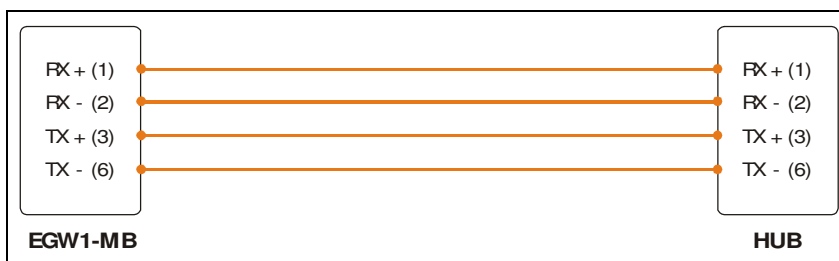 RX + (1) RX + (1)
RX - (2) RX - (2)
TX + (3) TX + (3)
TX - (6) TX - (6)
EGW1-MB HUB